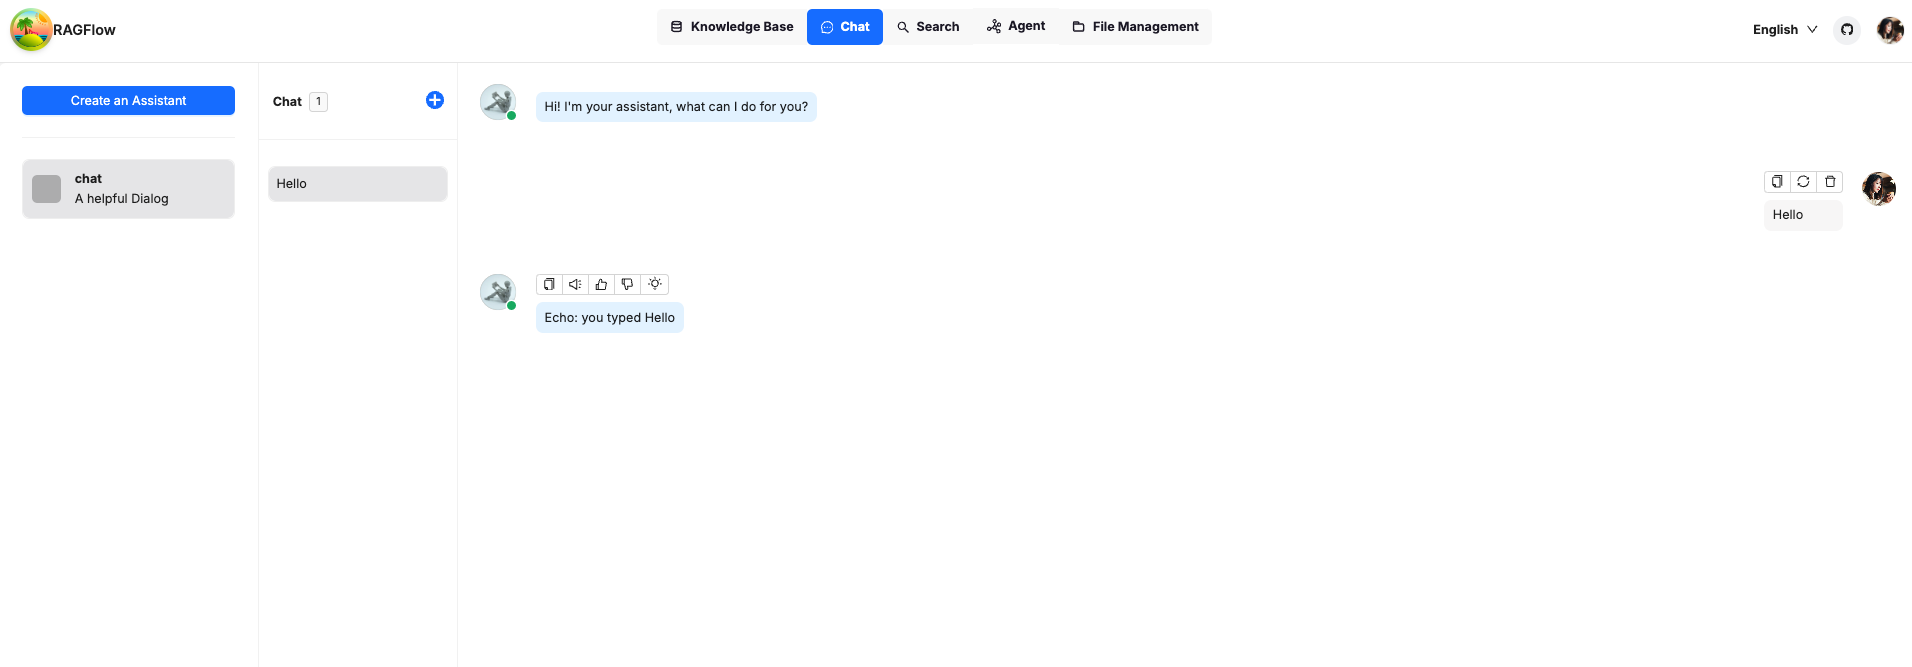 RAGFlow
Knowledge Base
Chat
Search
Agent
File Management
English
Create an Assistant
chat
A helpful Dialog
Chat 1
Hello
Hi! I'm your assistant, what can I do for you?
Hello
Echo: you typed Hello